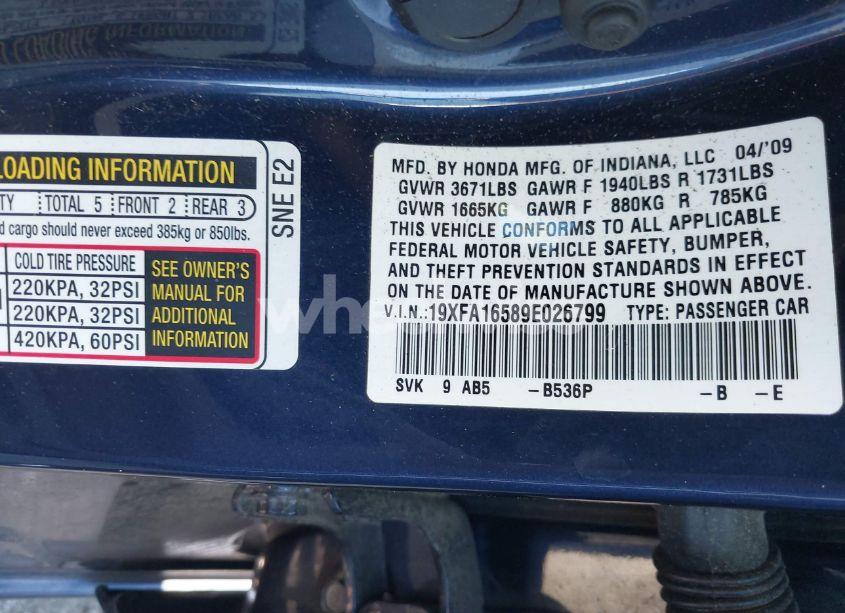 LOADING INFORMATION
TY TOTAL 5 FRONT 2 REAR 3
d cargo should never exceed 385kg or 850lbs.
COLD TIRE PRESSURE
220KPA, 32PSI
220KPA, 32PSI
420KPA, 60PSI
SEE OWNER'S
MANUAL FOR
ADDITIONAL
INFORMATION
SNE E2
MFD. BY HONDA MFG. OF INDIANA, LLC 04/'09
GVWR 3671LBS GAWR F 1940LBS R 1731LBS
GVWR 1665KG GAWR F 880KG R 785KG
THIS VEHICLE CONFORMS TO ALL APPLICABLE
FEDERAL MOTOR VEHICLE SAFETY, BUMPER,
AND THEFT PREVENTION STANDARDS IN EFFECT
ON THE DATE OF MANUFACTURE SHOWN ABOVE.
V.I.N.:19XFA16589E026799 TYPE: PASSENGER CAR
SVK 9 AB5 -B536P -B -E